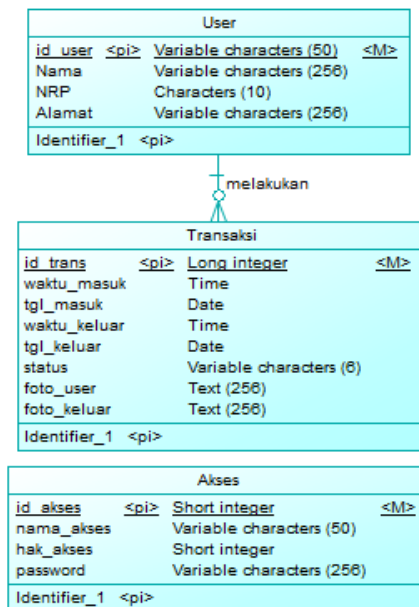 User
id_user <pi> Variable characters (50) <M>
Nama Variable characters (256)
NRP Characters (10)
Alamat Variable characters (256)
Identifier_1 <pi>
melakukan
Transaksi
id_trans <pi> Long integer <M>
waktu_masuk Time
tgl_masuk Date
waktu_keluar Time
tgl_keluar Date
status Variable characters (6)
foto_user Text (256)
foto_keluar Text (256)
Identifier_1 <pi>
Akses
id_akses <pi> Short integer <M>
nama_akses Variable characters (50)
hak_akses Short integer
password Variable characters (256)
Identifier_1 <pi>